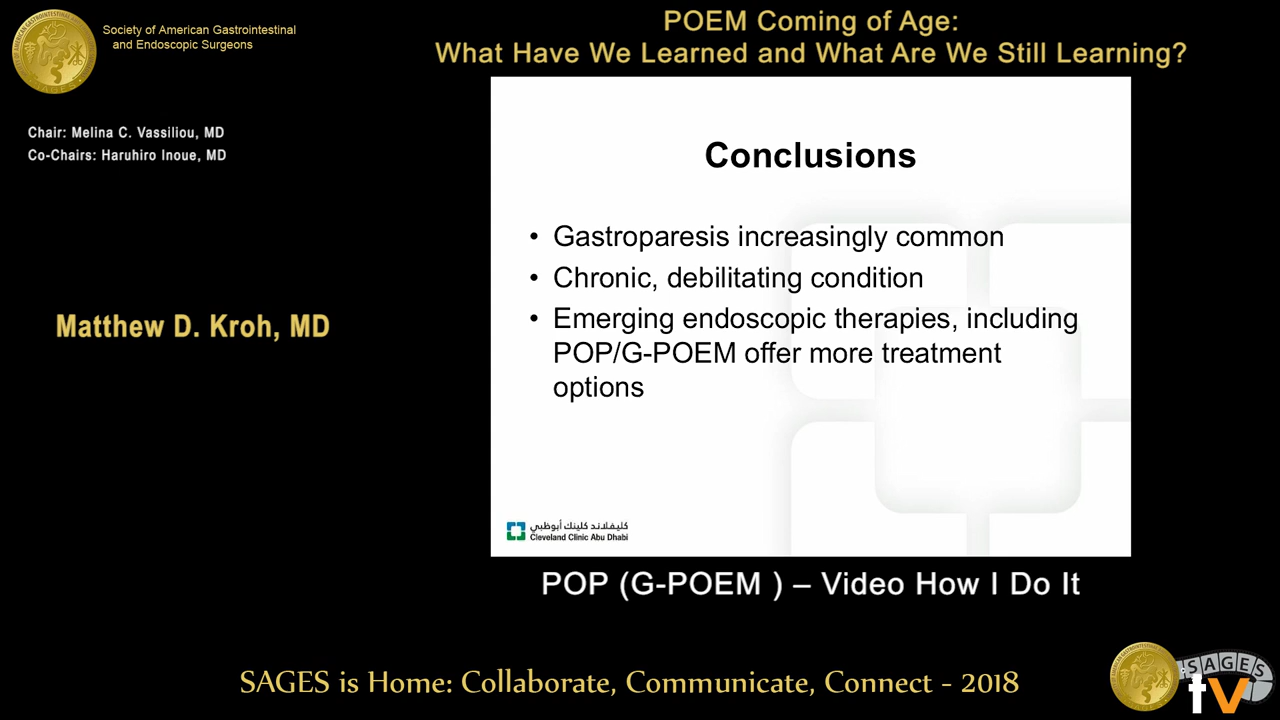 Society of American Gastrointestinal
and Endoscopic Surgeons
POEM Coming of Age:
What Have We Learned and What Are We Still Learning?
Chair: Melina C. Vassiliou, MD
Co-Chairs: Haruhiro Inoue, MD
Matthew D. Kroh, MD
Conclusions
• Gastroparesis increasingly common
• Chronic, debilitating condition
• Emerging endoscopic therapies, including
POP/G-POEM offer more treatment
options
كليفلاند كلينك أبوظبي
Cleveland Clinic Abu Dhabi
POP (G-POEM ) – Video How I Do It
SAGES is Home: Collaborate, Communicate, Connect - 2018
SAGES
tv